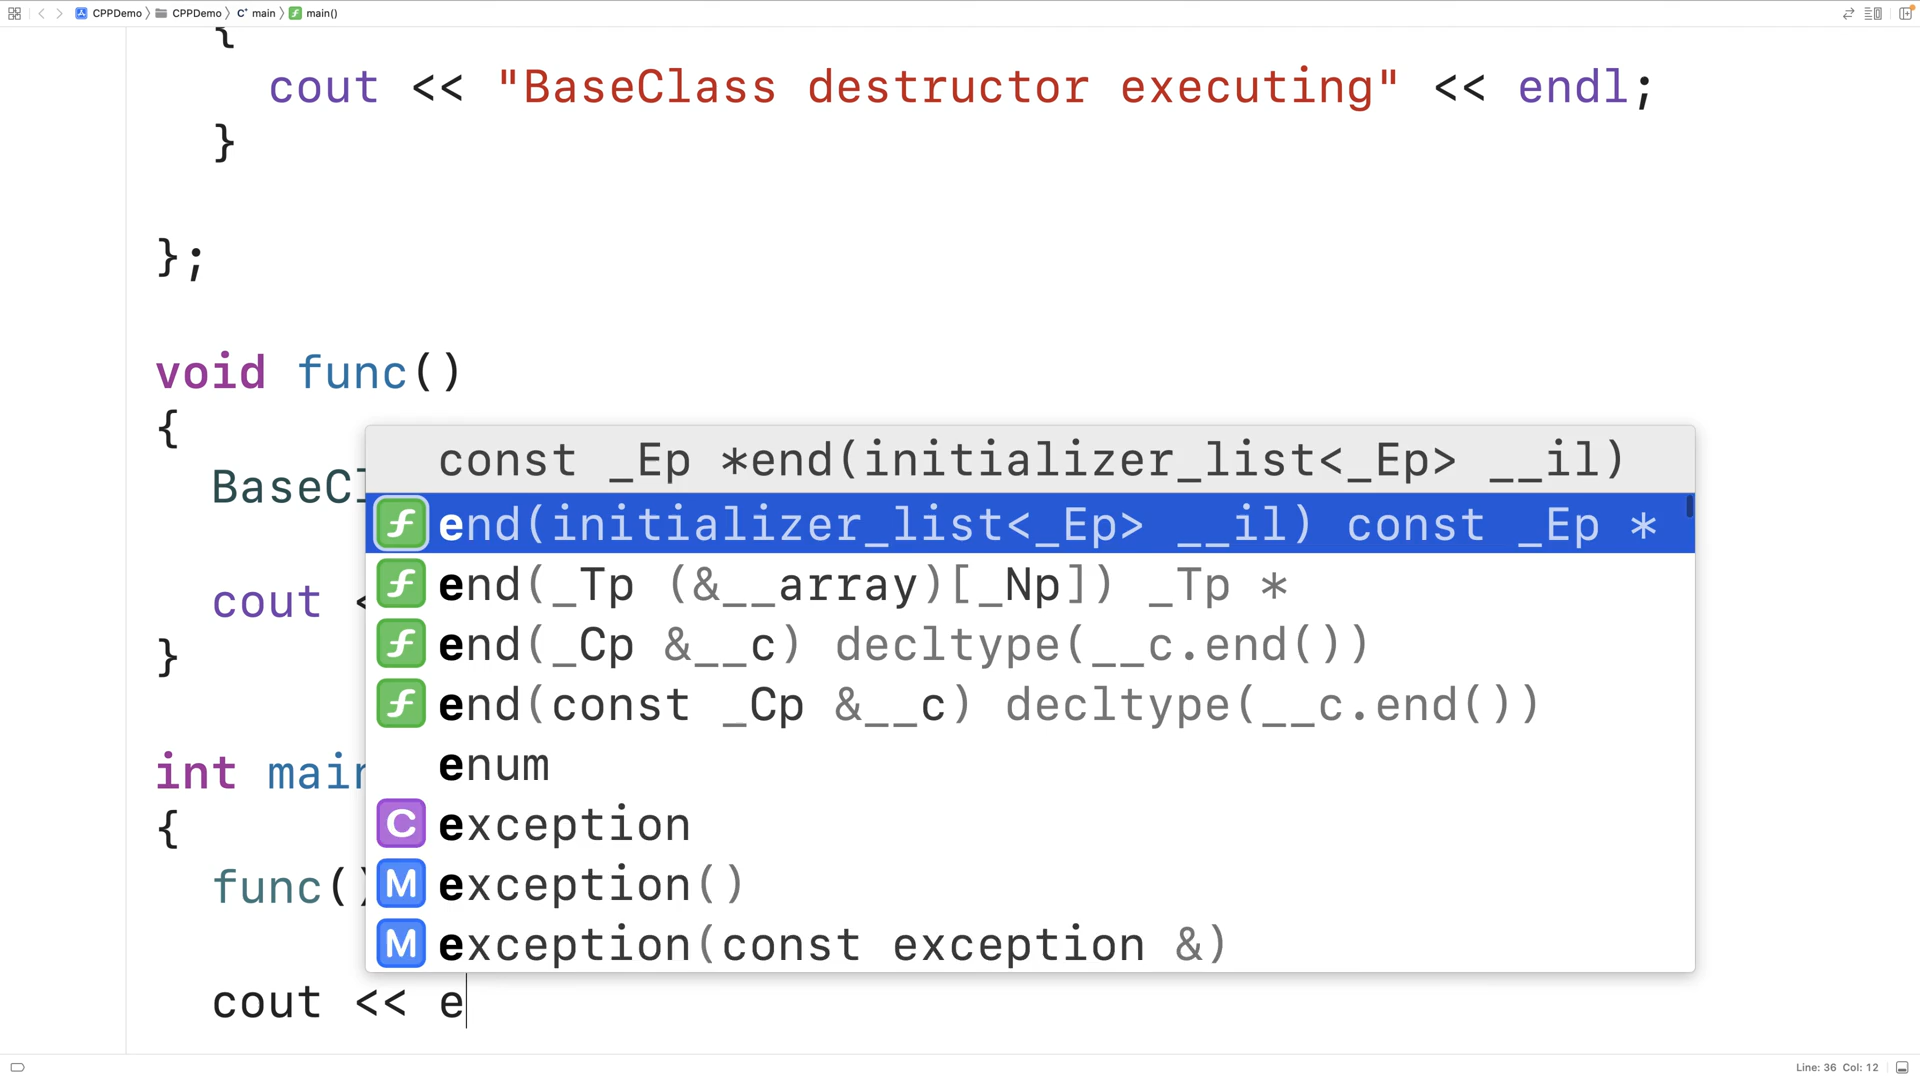 CPPDemo CPPDemo main main()
{
cout << "BaseClass destructor executing" << endl;
}
};
void func()
{
const _Ep *end(initializer_list<_Ep> __il)
BaseCl
end(initializer_list<_Ep> __il) const _Ep *
end(_Tp (&__array)[_Np]) _Tp *
cout <
end(_Cp &__c) decltype(__c.end())
}
end(const _Cp &__c) decltype(__c.end())
int main
enum
{
C exception
func()
M exception()
M exception(const exception &)
cout << e
Line: 36 Col: 12